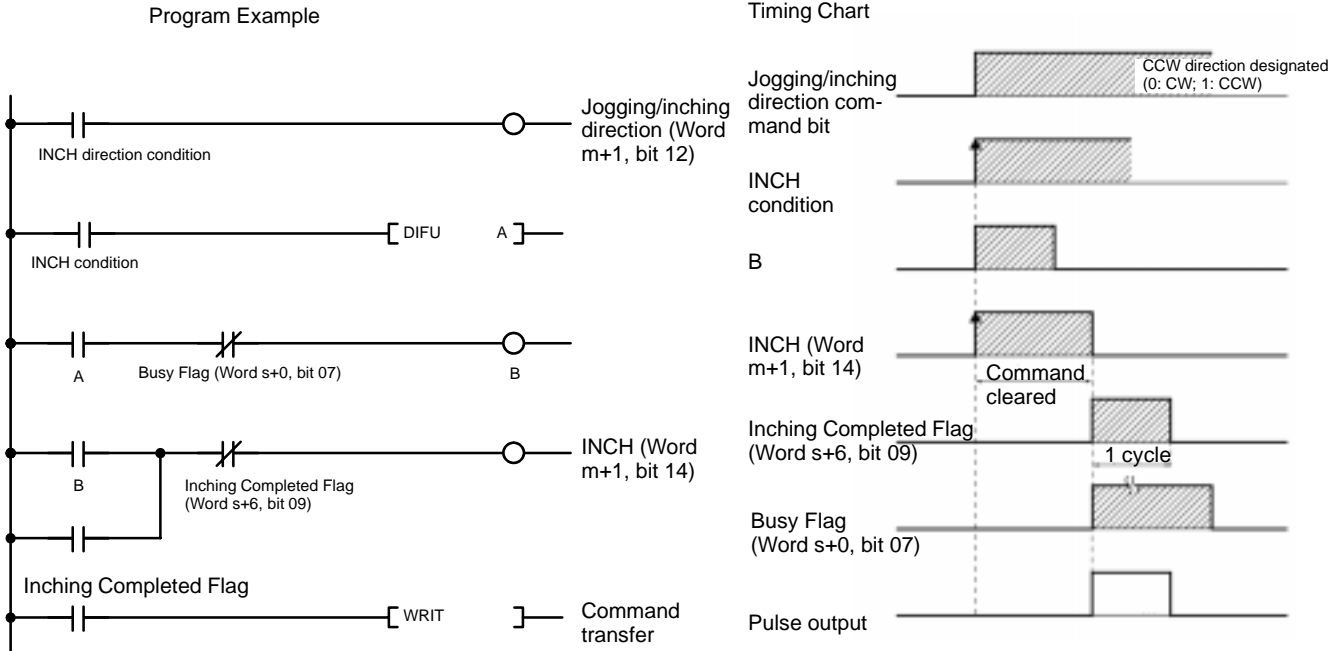 Program Example
Jogging/inching
direction (Word
m+1, bit 12)
INCH direction condition
DIFU A
INCH condition
A
Busy Flag (Word s+0, bit 07)
B
INCH (Word
m+1, bit 14)
B
Inching Completed Flag
(Word s+6, bit 09)
Inching Completed Flag
WRIT
Command
transfer
Timing Chart
Jogging/inching
direction com-
mand bit
CCW direction designated
(0: CW; 1: CCW)
INCH
condition
B
INCH (Word
m+1, bit 14)
Command
cleared
Inching Completed Flag
(Word s+6, bit 09)
1 cycle
Busy Flag
(Word s+0, bit 07)
Pulse output